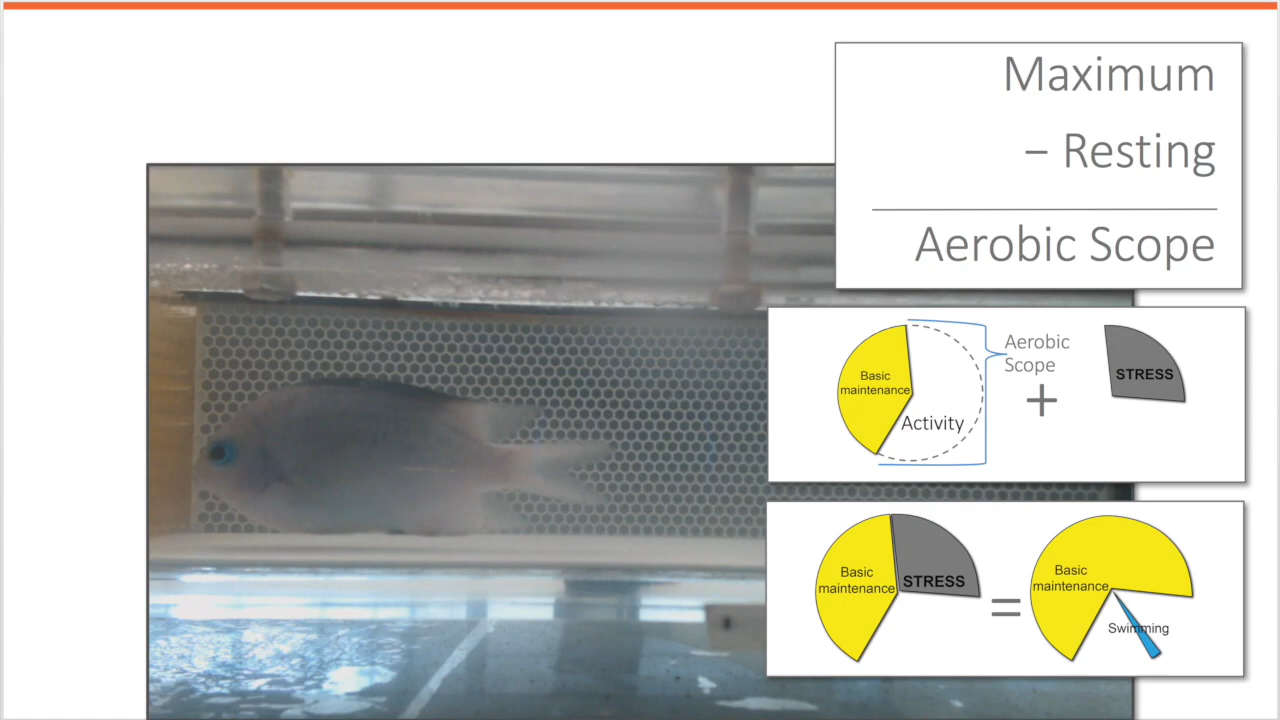 Maximum
– Resting
Aerobic Scope
Basic
maintenance
Activity
Aerobic
Scope
+
STRESS
Basic
maintenance
STRESS
=
Basic
maintenance
Swimming